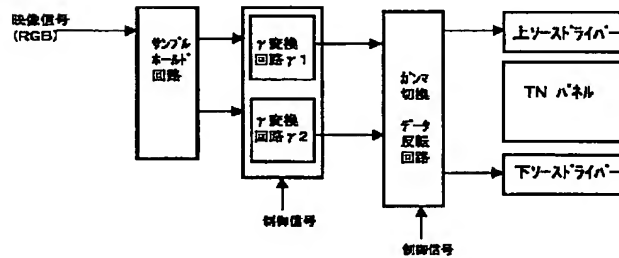 映像信号
(RGB)
サンプル
ホールド
回路
γ変換
回路γ1
γ変換
回路γ2
制御信号
ガンマ
切換
データ
反転
回路
制御信号
上ソースドライバー
TN パネル
下ソースドライバー